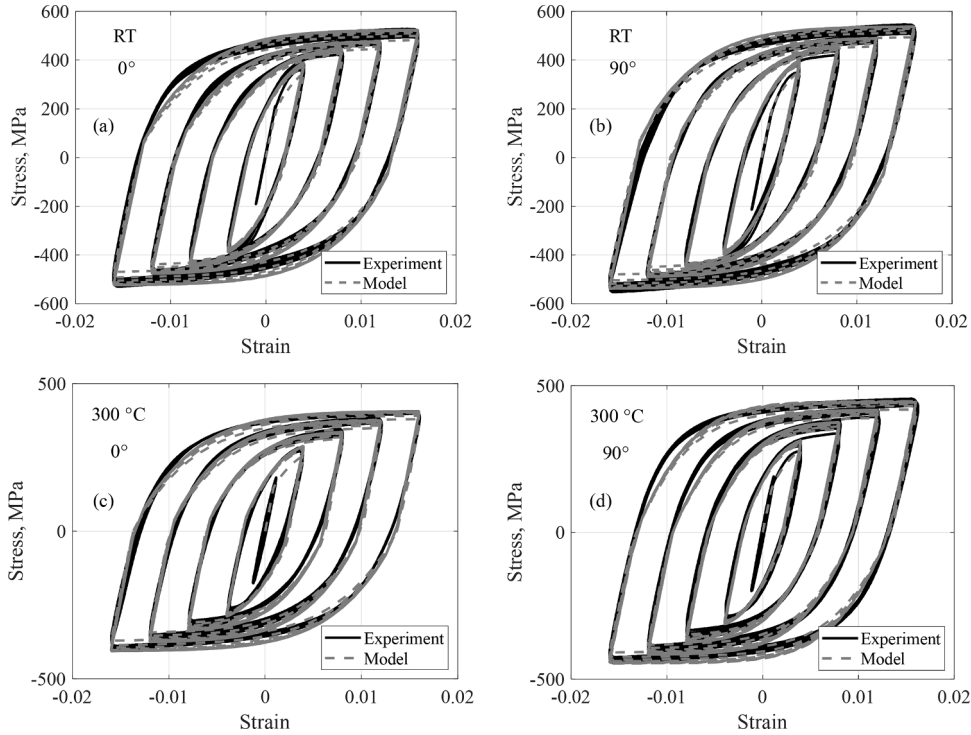 600
400
200
0
-200
-400
-600
Stress, MPa
RT
0°
(a)
Experiment
Model
-0.02
-0.01
0
0.01
0.02
Strain
600
400
200
0
-200
-400
-600
Stress, MPa
RT
90°
(b)
Experiment
Model
-0.02
-0.01
0
0.01
0.02
Strain
500
0
-500
Stress, MPa
300 °C
0°
(c)
Experiment
Model
-0.02
-0.01
0
0.01
0.02
Strain
500
0
-500
Stress, MPa
300 °C
90°
(d)
Experiment
Model
-0.02
-0.01
0
0.01
0.02
Strain